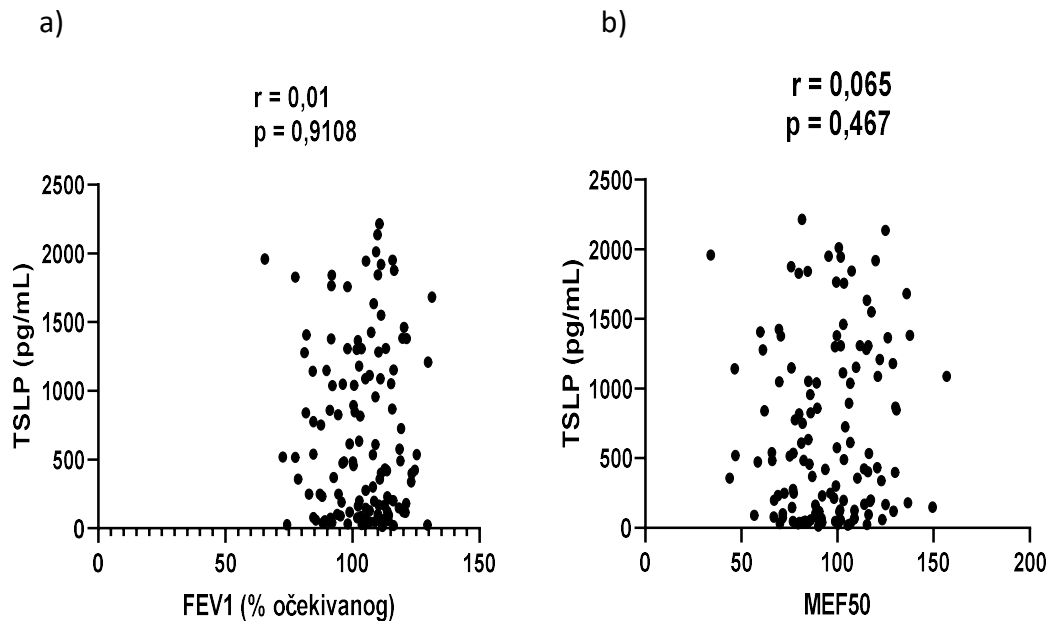 a)
r = 0,01
p = 0,9108
TSLP (pg/mL)
2500
2000
1500
1000
500
0
0
50
100
150
FEV1 (% očekivanog)
b)
r = 0,065
p = 0,467
TSLP (pg/mL)
2500
2000
1500
1000
500
0
0
50
100
150
200
MEF50